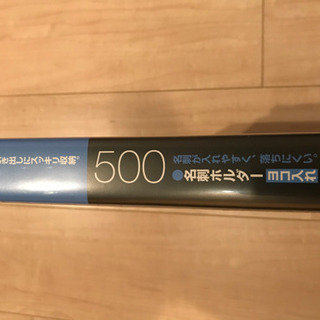 き出しにスッキリ収納。
500
名刺が入れやすく、落ちにくい。
●名刺ホルダー ヨコ入れ